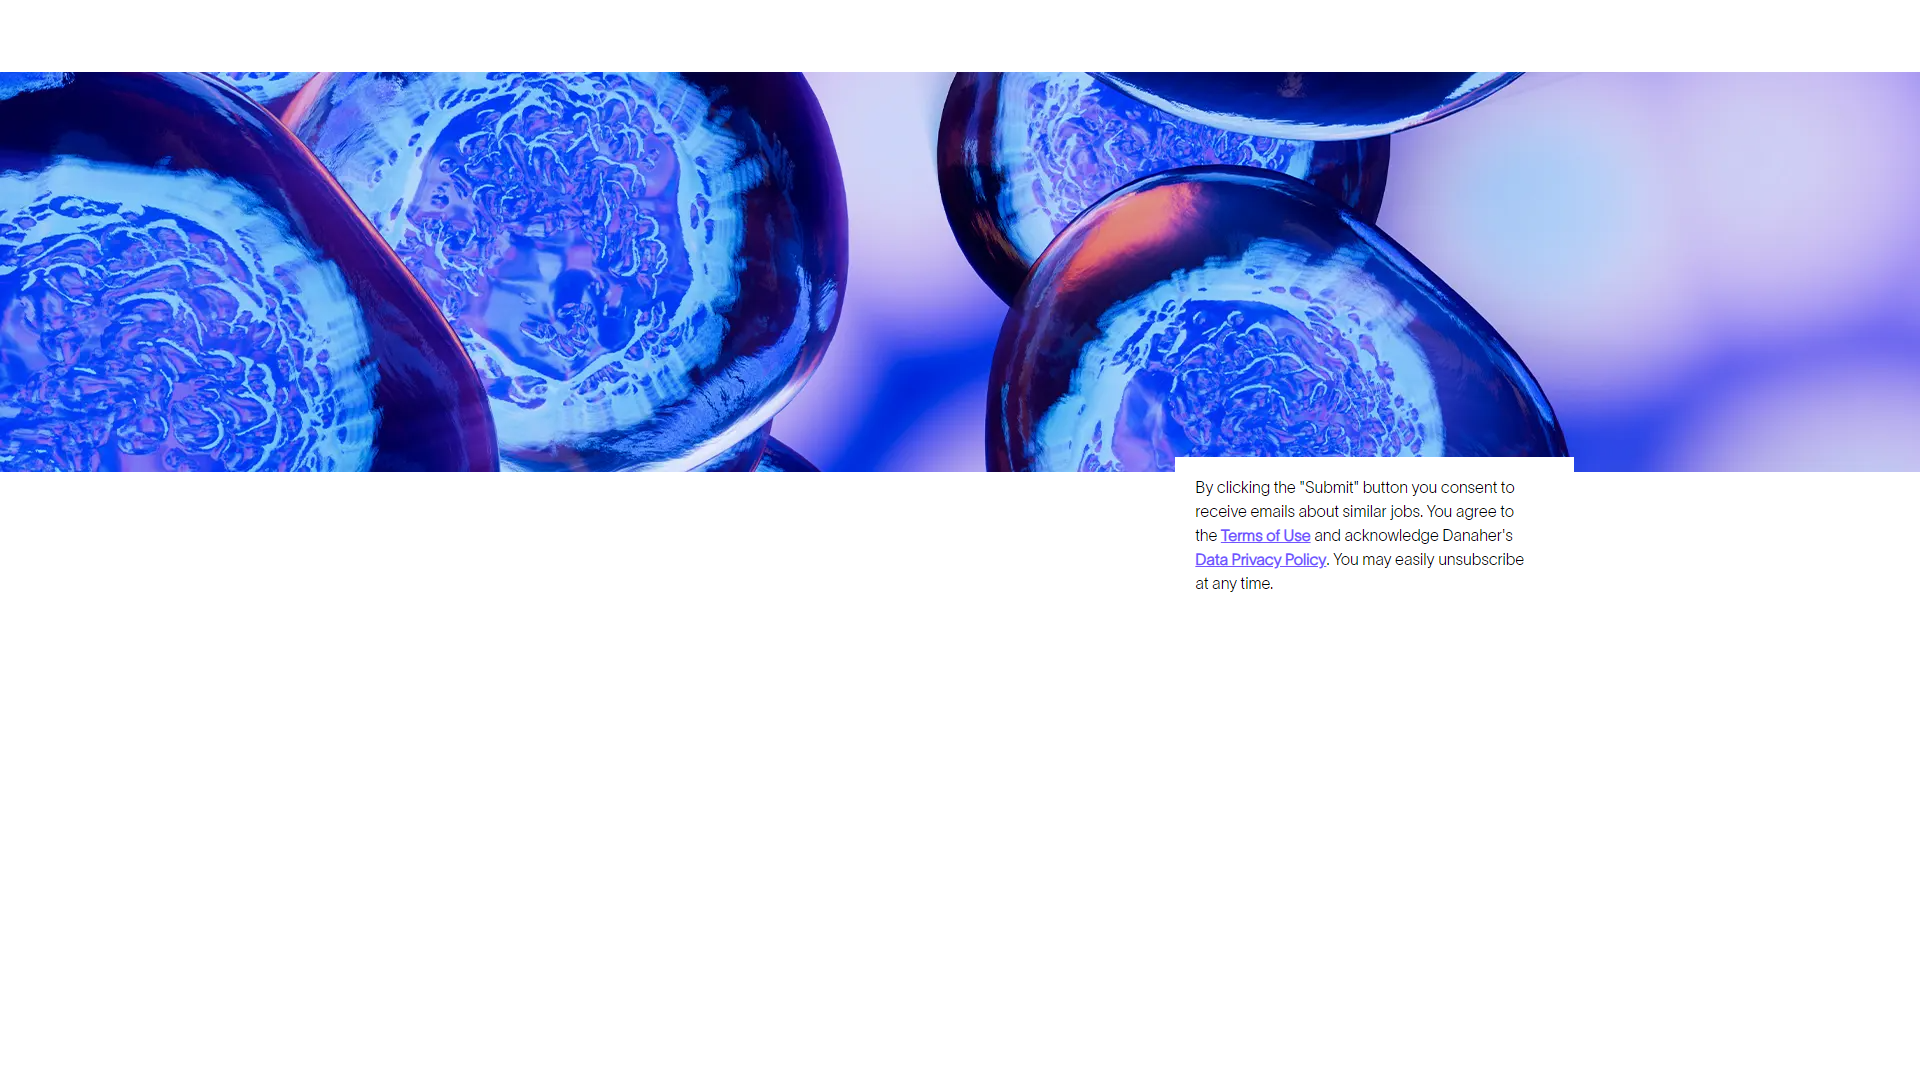 By clicking the "Submit" button you consent to
receive emails about similar jobs. You agree to
the Terms of Use and acknowledge Danaher's
Data Privacy Policy. You may easily unsubscribe
at any time.